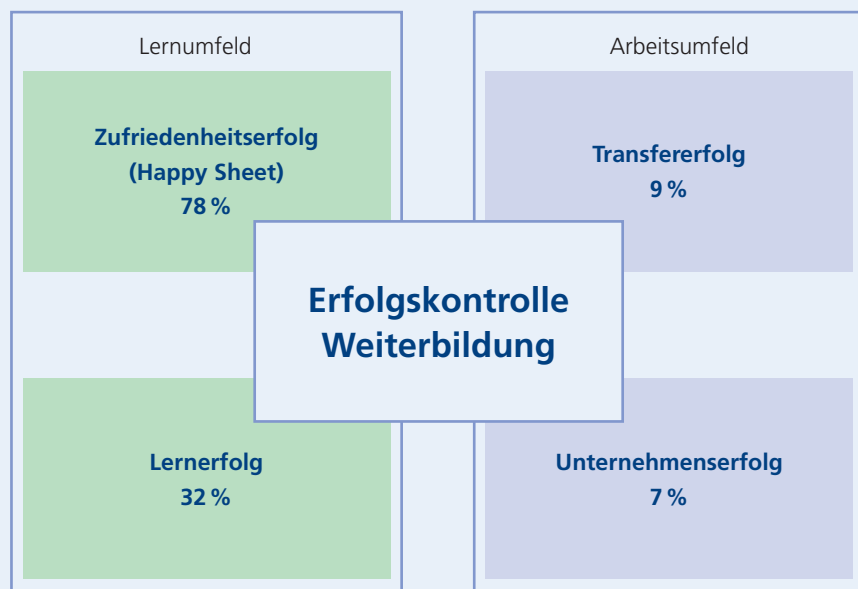 Lernumfeld
Zufriedenheitserfolg
(Happy Sheet)
78 %
Lernerfolg
32 %
Erfolgskontrolle
Weiterbildung
Arbeitsumfeld
Transfererfolg
9 %
Unternehmenserfolg
7 %